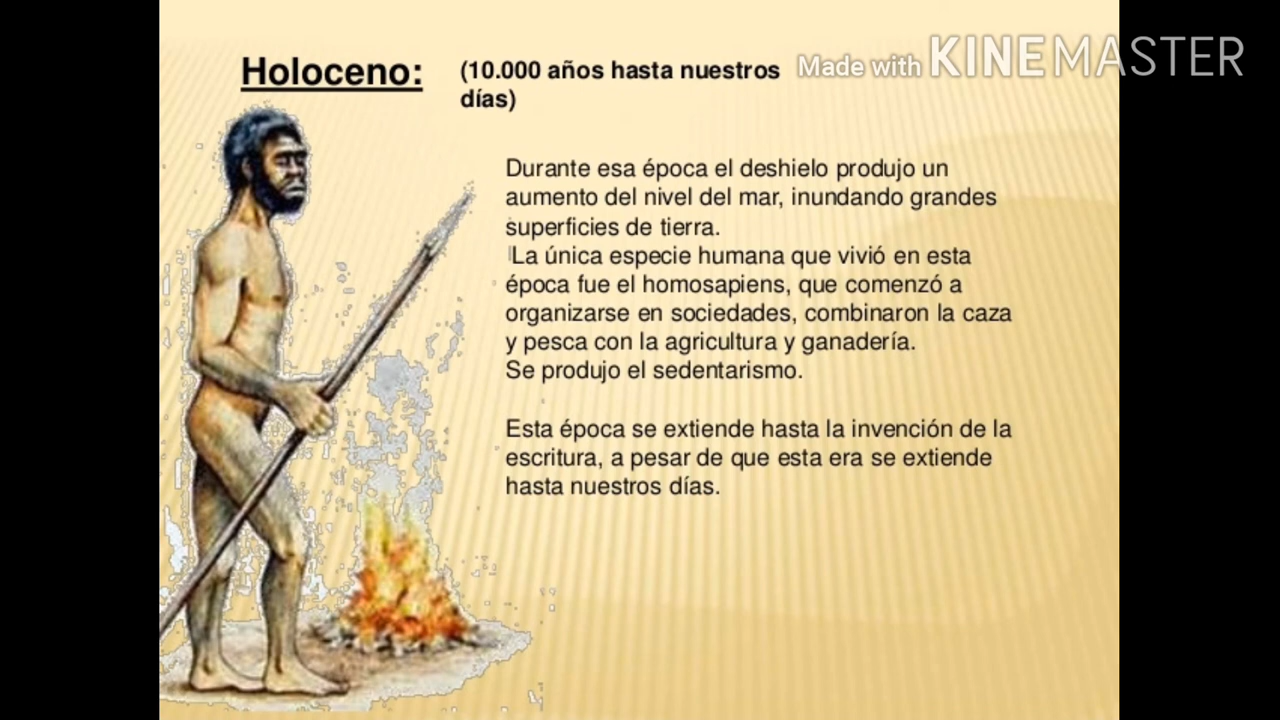 Holoceno:
(10.000 años hasta nuestros
días)
Made with KINEMASTER
Durante esa época el deshielo produjo un
aumento del nivel del mar, inundando grandes
superficies de tierra.
La única especie humana que vivió en esta
época fue el homosapiens, que comenzó a
organizarse en sociedades, combinaron la caza
y pesca con la agricultura y ganadería.
Se produjo el sedentarismo.
Esta época se extiende hasta la invención de la
escritura, a pesar de que esta era se extiende
hasta nuestros días.